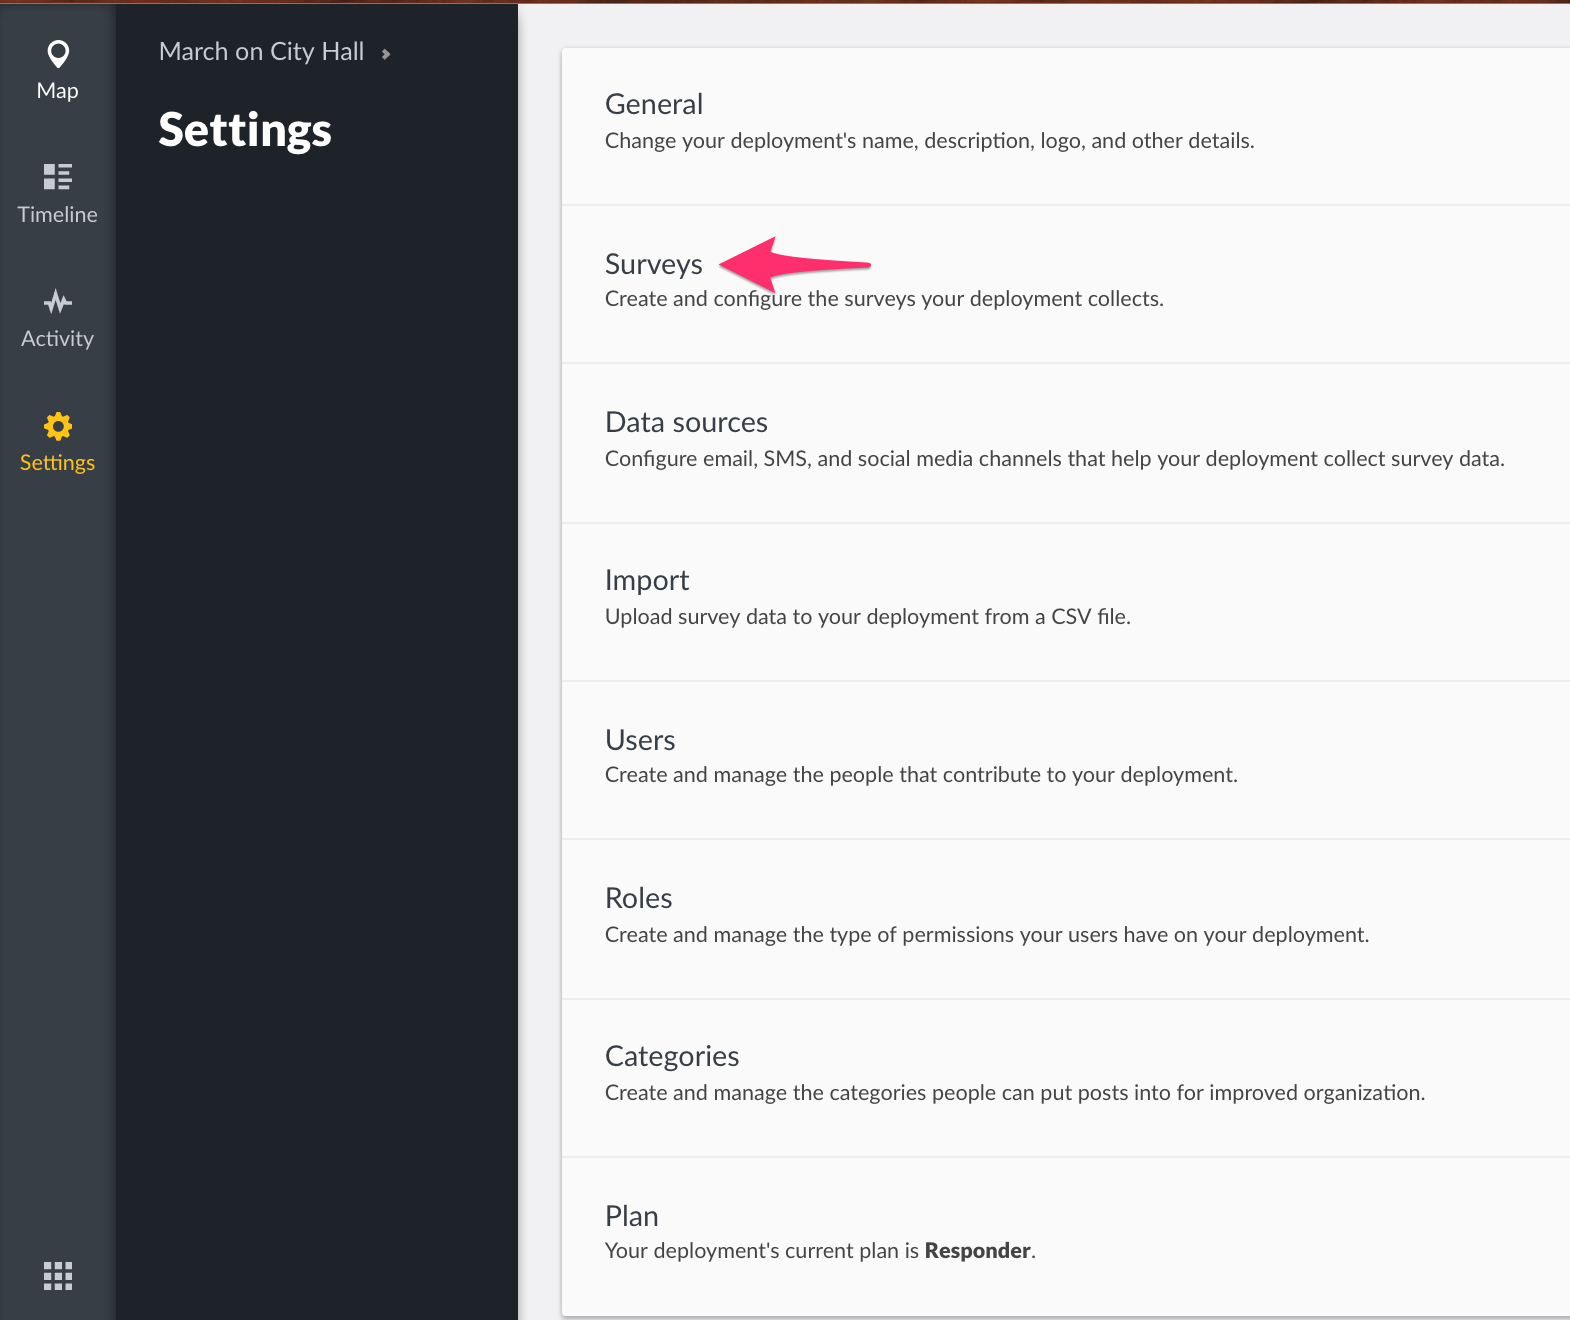 Map
Timeline
Activity
Settings
March on City Hall
Settings
General
Change your deployment's name, description, logo, and other details.
Surveys
Create and configure the surveys your deployment collects.
Data sources
Configure email, SMS, and social media channels that help your deployment collect survey data.
Import
Upload survey data to your deployment from a CSV file.
Users
Create and manage the people that contribute to your deployment.
Roles
Create and manage the type of permissions your users have on your deployment.
Categories
Create and manage the categories people can put posts into for improved organization.
Plan
Your deployment's current plan is Responder.